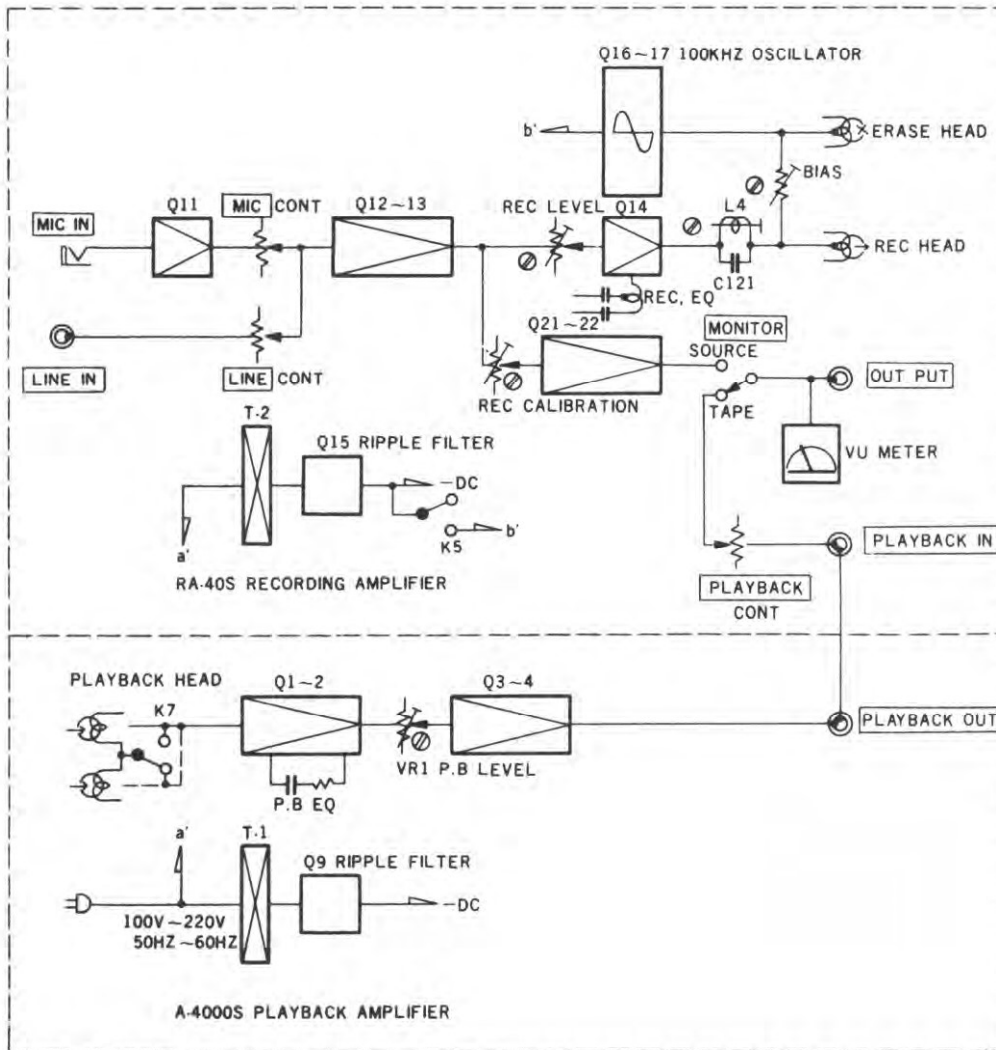 Q16~17 100KHZ OSCILLATOR
b'
ERASE HEAD
BIAS
Q11
MIC CONT
Q12~13
REC LEVEL
Q14
L4
MIC IN
REC HEAD
C121
REC, EQ
Q21~22
MONITOR
SOURCE
LINE IN
LINE CONT
OUT PUT
REC CALIBRATION
TAPE
T-2
Q15 RIPPLE FILTER
VU METER
-DC
K5
b'
a'
PLAYBACK IN
RA-40S RECORDING AMPLIFIER
PLAYBACK
CONT
PLAYBACK HEAD
Q1~2
Q3~4
K7
PLAYBACK OUT
VR1 P.B LEVEL
P.B EQ
a'
T-1
Q9 RIPPLE FILTER
-DC
100V~220V
50HZ~60HZ
A-4000S PLAYBACK AMPLIFIER